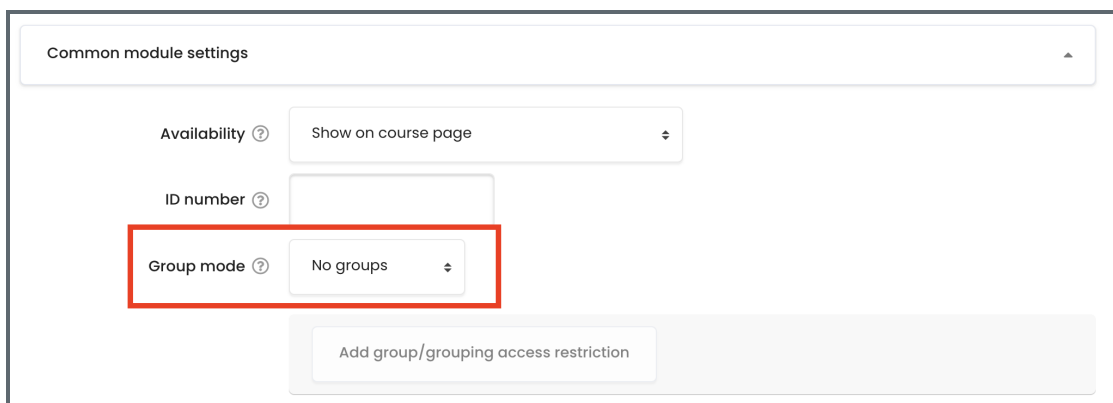 Common module settings
Availability Show on course page
ID number
Group mode No groups
Add group/grouping access restriction